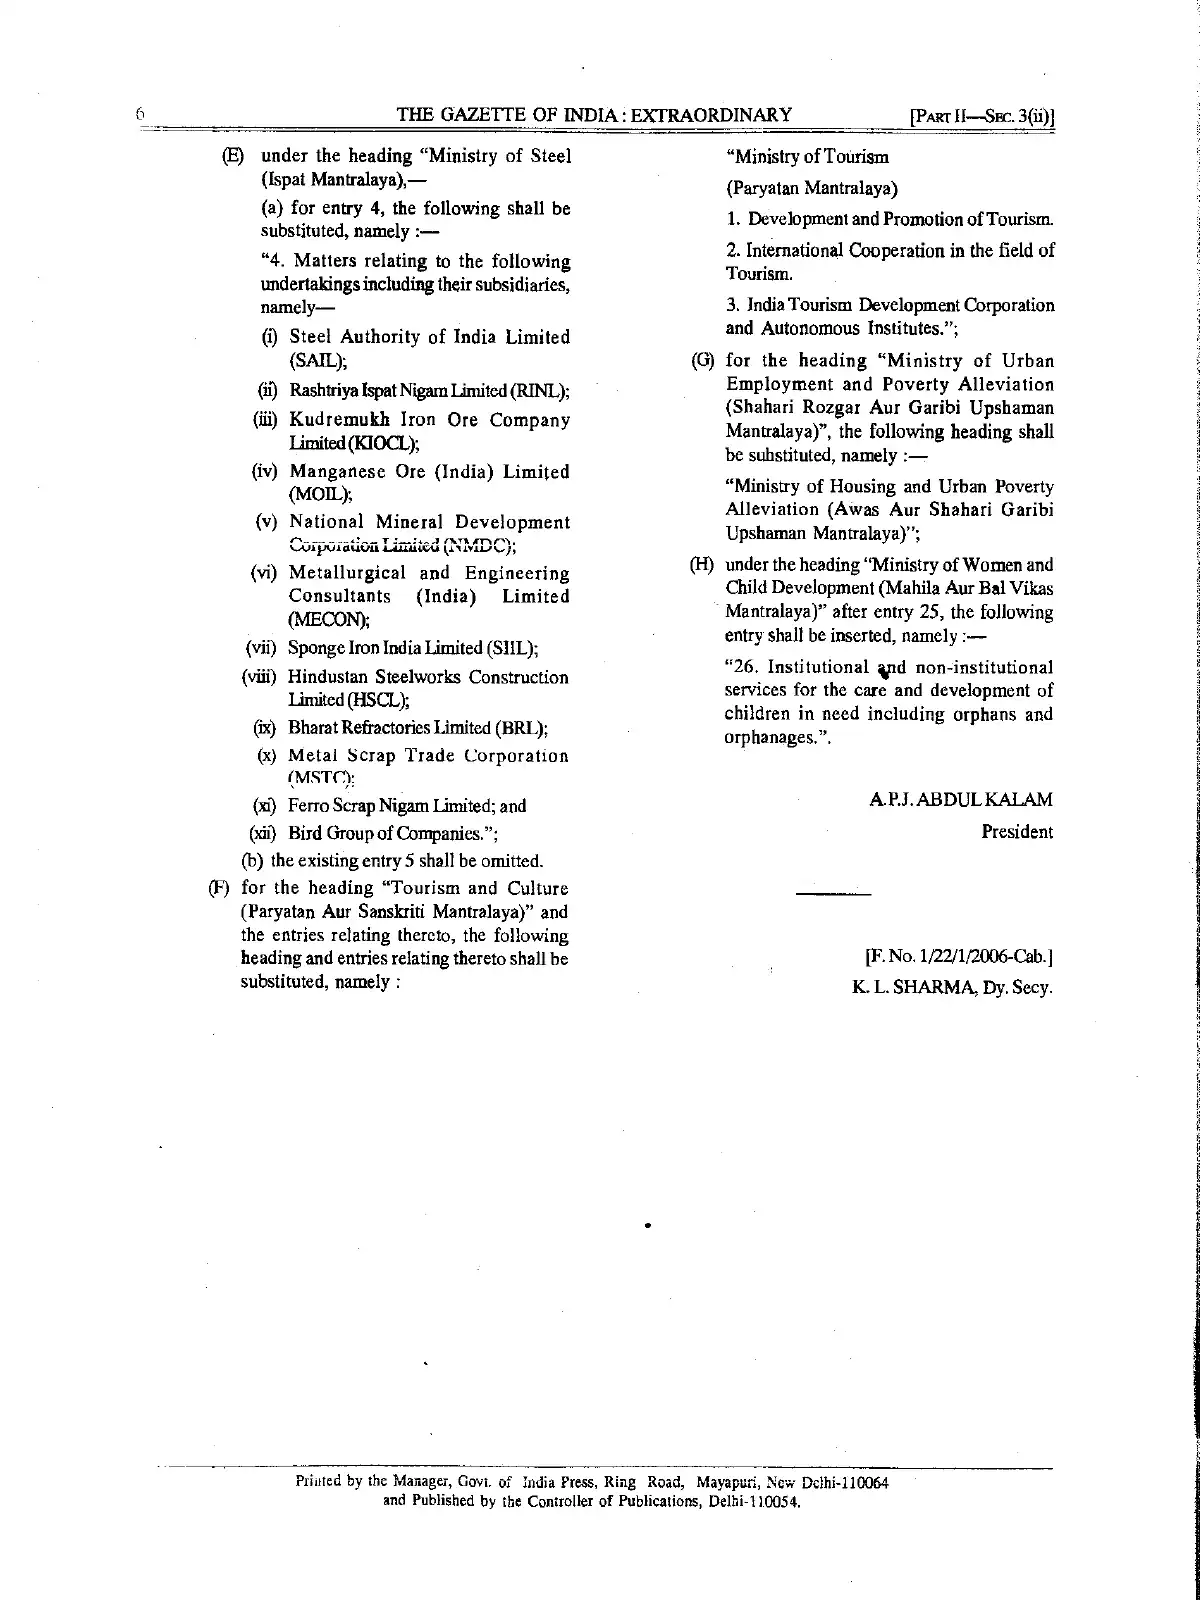 6 THE GAZETTE OF INDIA : EXTRAORDINARY [PART II—SEC. 3(ii)]
(E) under the heading “Ministry of Steel
(Ispat Mantralaya),—
(a) for entry 4, the following shall be
substituted, namely :—
“4. Matters relating to the following
undertakings including their subsidiaries,
namely—
(i) Steel Authority of India Limited
(SAIL);
(ii) Rashtriya Ispat Nigam Limited (RINL);
(iii) Kudremukh Iron Ore Company
Limited (KIOCL);
(iv) Manganese Ore (India) Limited
(MOIL);
(v) National Mineral Development
Corporation Limited (NMDC);
(vi) Metallurgical and Engineering
Consultants (India) Limited
(MECON);
(vii) Sponge Iron India Limited (SIIL);
(viii) Hindustan Steelworks Construction
Limited (HSCL);
(ix) Bharat Refractories Limited (BRL);
(x) Metal Scrap Trade Corporation
(MSTC);
(xi) Ferro Scrap Nigam Limited; and
(xii) Bird Group of Companies.”;
(b) the existing entry 5 shall be omitted.
(F) for the heading “Tourism and Culture
(Paryatan Aur Sanskriti Mantralaya)” and
the entries relating thereto, the following
heading and entries relating thereto shall be
substituted, namely :
“Ministry of Tourism
(Paryatan Mantralaya)
1. Development and Promotion of Tourism.
2. International Cooperation in the field of
Tourism.
3. India Tourism Development Corporation
and Autonomous Institutes.”;
(G) for the heading “Ministry of Urban
Employment and Poverty Alleviation
(Shahari Rozgar Aur Garibi Upshaman
Mantralaya)”, the following heading shall
be substituted, namely :—
“Ministry of Housing and Urban Poverty
Alleviation (Awas Aur Shahari Garibi
Upshaman Mantralaya)”;
(H) under the heading “Ministry of Women and
Child Development (Mahila Aur Bal Vikas
Mantralaya)” after entry 25, the following
entry shall be inserted, namely :—
“26. Institutional and non-institutional
services for the care and development of
children in need including orphans and
orphanages.”.
A.P.J. ABDUL KALAM
President
[F. No. 1/22/1/2006-Cab.]
K. L. SHARMA, Dy. Secy.
Printed by the Manager, Govt. of India Press, Ring Road, Mayapuri, New Delhi-110064
and Published by the Controller of Publications, Delhi-110054.